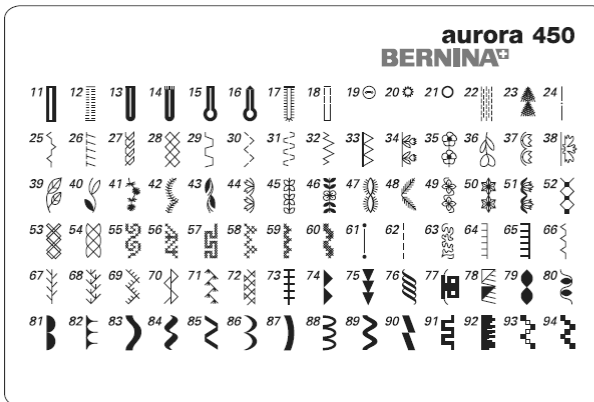 aurora 450
BERNINA
11 12 13 14 15 16 17 18 19 20 21 22 23 24
25 26 27 28 29 30 31 32 33 34 35 36 37 38
39 40 41 42 43 44 45 46 47 48 49 50 51 52
53 54 55 56 57 58 59 60 61 62 63 64 65 66
67 68 69 70 71 72 73 74 75 76 77 78 79 80
81 82 83 84 85 86 87 88 89 90 91 92 93 94